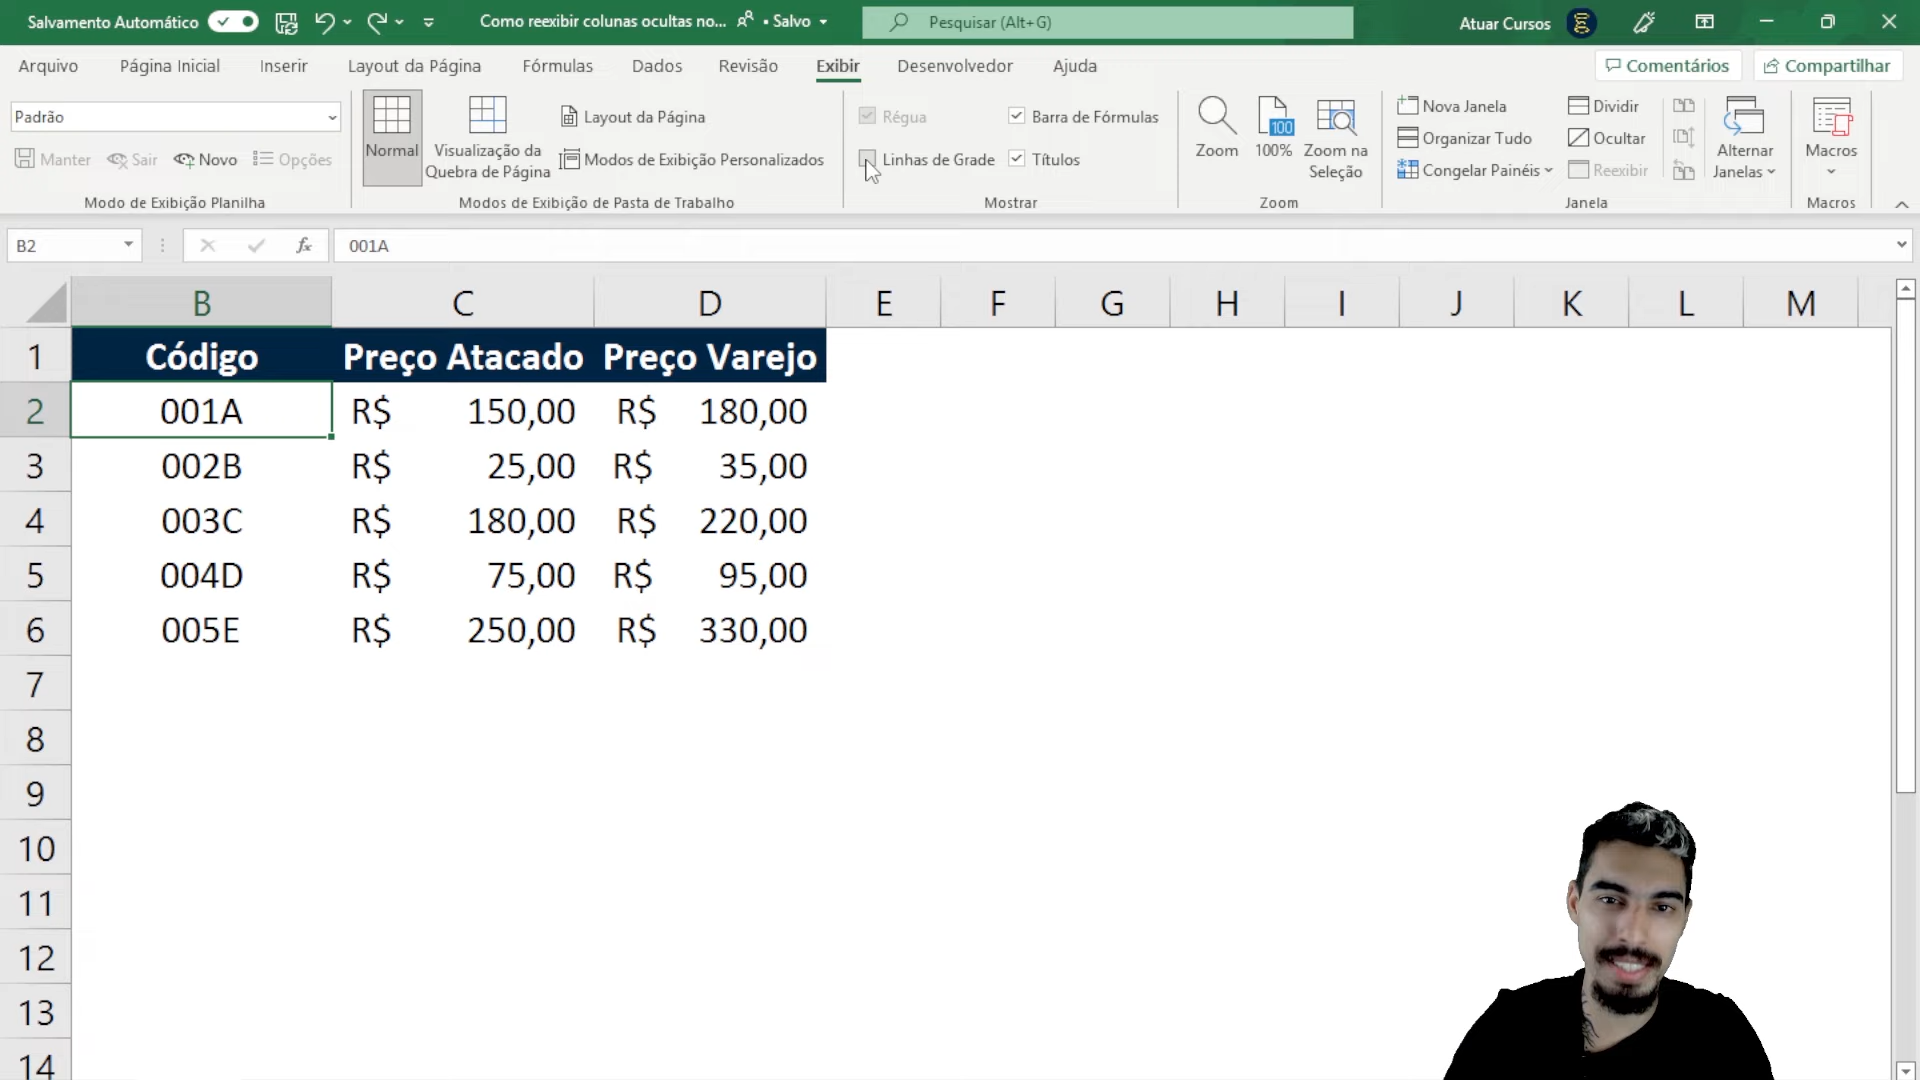 Salvamento Automático
Como reexibir colunas ocultas no... • Salvo
Pesquisar (Alt+G)
Atuar Cursos
Arquivo Página Inicial Inserir Layout da Página Fórmulas Dados Revisão Exibir Desenvolvedor Ajuda
Comentários Compartilhar
Padrão
Manter Sair Novo Opções
Modo de Exibição Planilha
Normal
Visualização da
Quebra de Página
Layout da Página
Modos de Exibição Personalizados
Modos de Exibição de Pasta de Trabalho
Régua
Barra de Fórmulas
Linhas de Grade
Títulos
Mostrar
Zoom
100
100%
Zoom na
Seleção
Zoom
Nova Janela
Organizar Tudo
Congelar Painéis
Dividir
Ocultar
Reexibir
Alternar
Janelas
Janela
Macros
Macros
B2
fx
001A
B C D E F G H I J K L M
1 Código Preço Atacado Preço Varejo
2 001A R$ 150,00 R$ 180,00
3 002B R$ 25,00 R$ 35,00
4 003C R$ 180,00 R$ 220,00
5 004D R$ 75,00 R$ 95,00
6 005E R$ 250,00 R$ 330,00
7
8
9
10
11
12
13
14